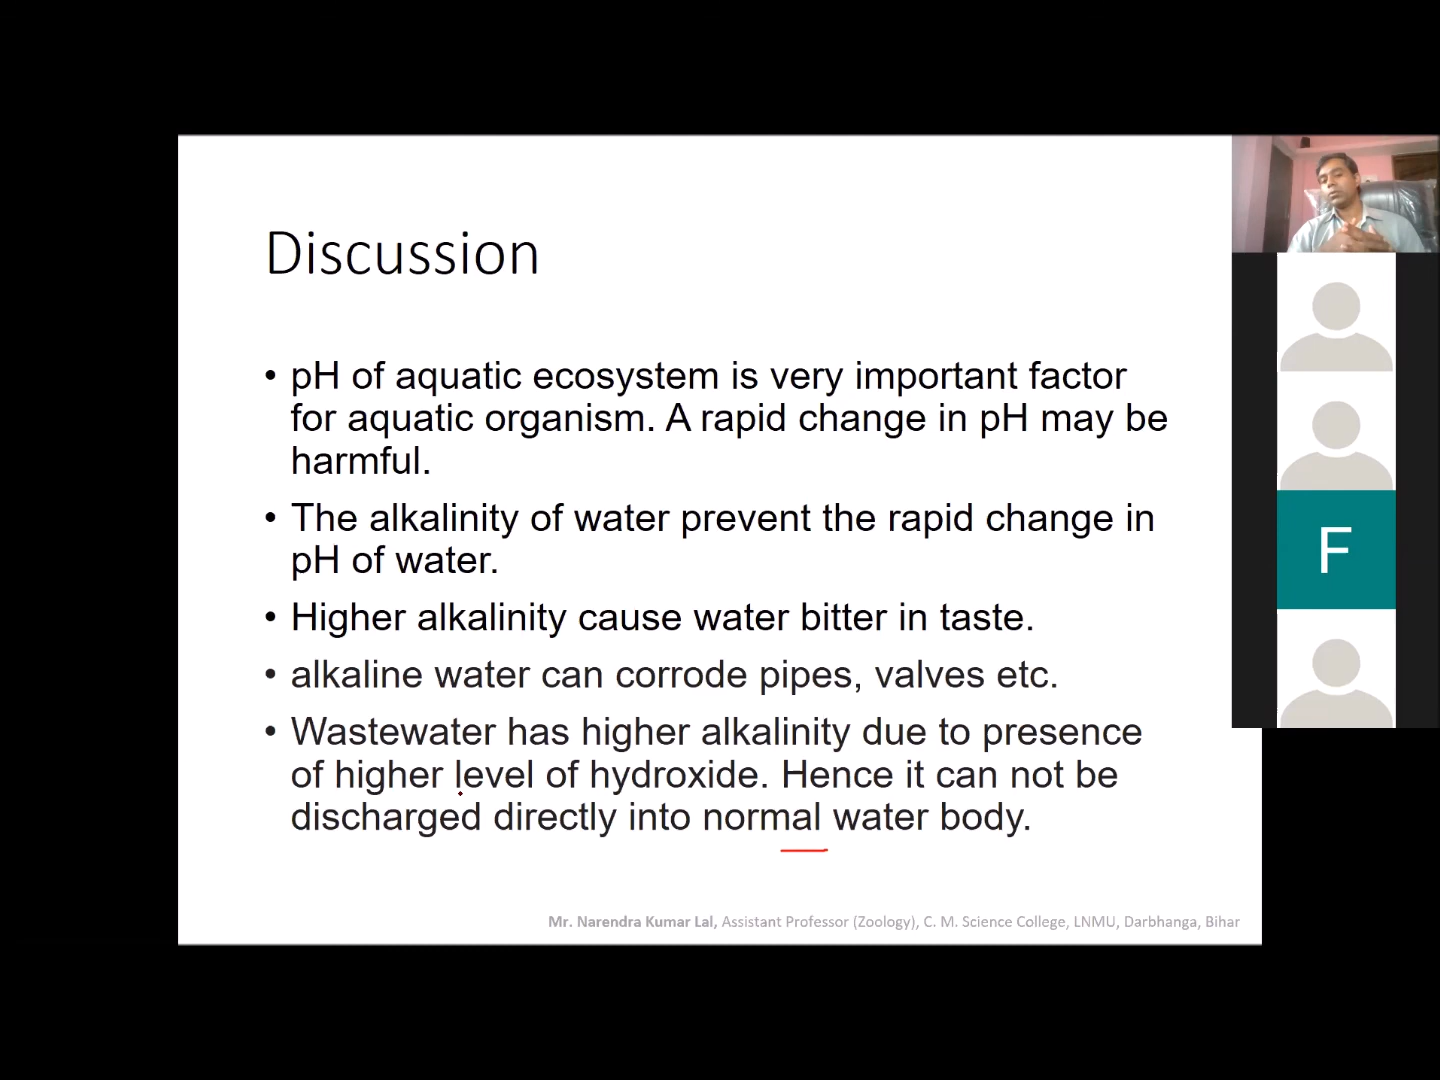 Discussion
• pH of aquatic ecosystem is very important factor
for aquatic organism. A rapid change in pH may be
harmful.
• The alkalinity of water prevent the rapid change in
pH of water.
• Higher alkalinity cause water bitter in taste.
• alkaline water can corrode pipes, valves etc.
• Wastewater has higher alkalinity due to presence
of higher level of hydroxide. Hence it can not be
discharged directly into normal water body.
Mr. Narendra Kumar Lal, Assistant Professor (Zoology), C. M. Science College, LNMU, Darbhanga, Bihar
F